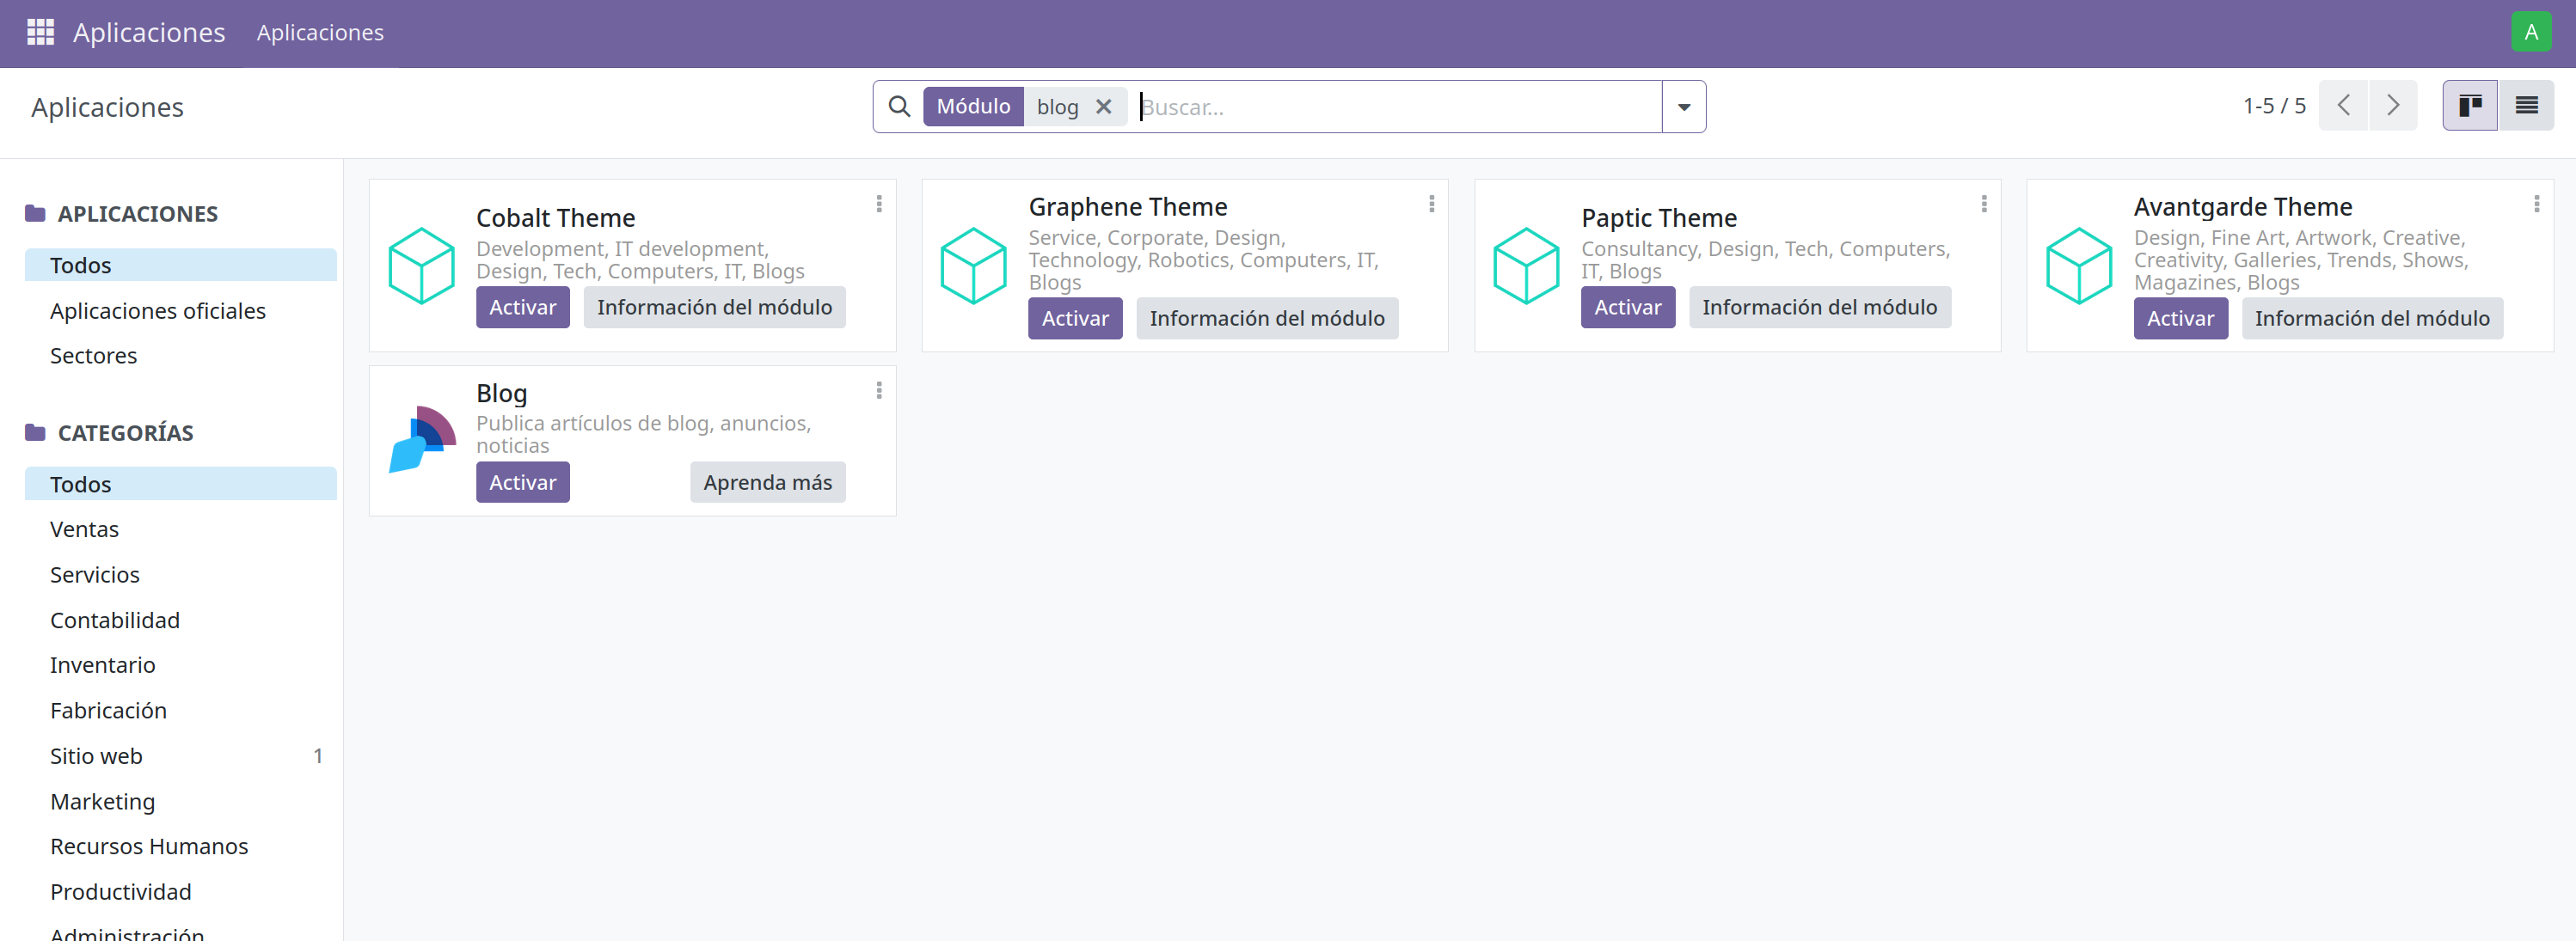 Aplicaciones Aplicaciones A
Aplicaciones
Módulo blog Buscar...
1-5 / 5
APLICACIONES
Todos
Aplicaciones oficiales
Sectores
CATEGORÍAS
Todos
Ventas
Servicios
Contabilidad
Inventario
Fabricación
Sitio web 1
Marketing
Recursos Humanos
Productividad
Administración
Cobalt Theme
Development, IT development,
Design, Tech, Computers, IT, Blogs
Activar Información del módulo
Graphene Theme
Service, Corporate, Design,
Technology, Robotics, Computers, IT,
Blogs
Activar Información del módulo
Paptic Theme
Consultancy, Design, Tech, Computers,
IT, Blogs
Activar Información del módulo
Avantgarde Theme
Design, Fine Art, Artwork, Creative,
Creativity, Galleries, Trends, Shows,
Magazines, Blogs
Activar Información del módulo
Blog
Publica artículos de blog, anuncios,
noticias
Activar Aprenda más